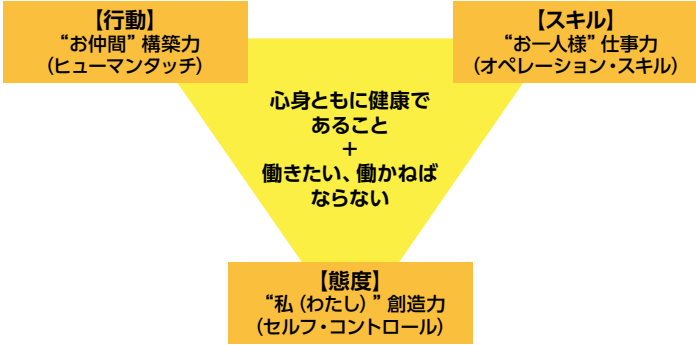 【行動】
“お仲間”構築力
（ヒューマンタッチ）
【スキル】
“お一人様”仕事力
（オペレーション・スキル）
心身ともに健康で
あること
＋
働きたい、働かねば
ならない
【態度】
“私（わたし）”創造力
（セルフ・コントロール）